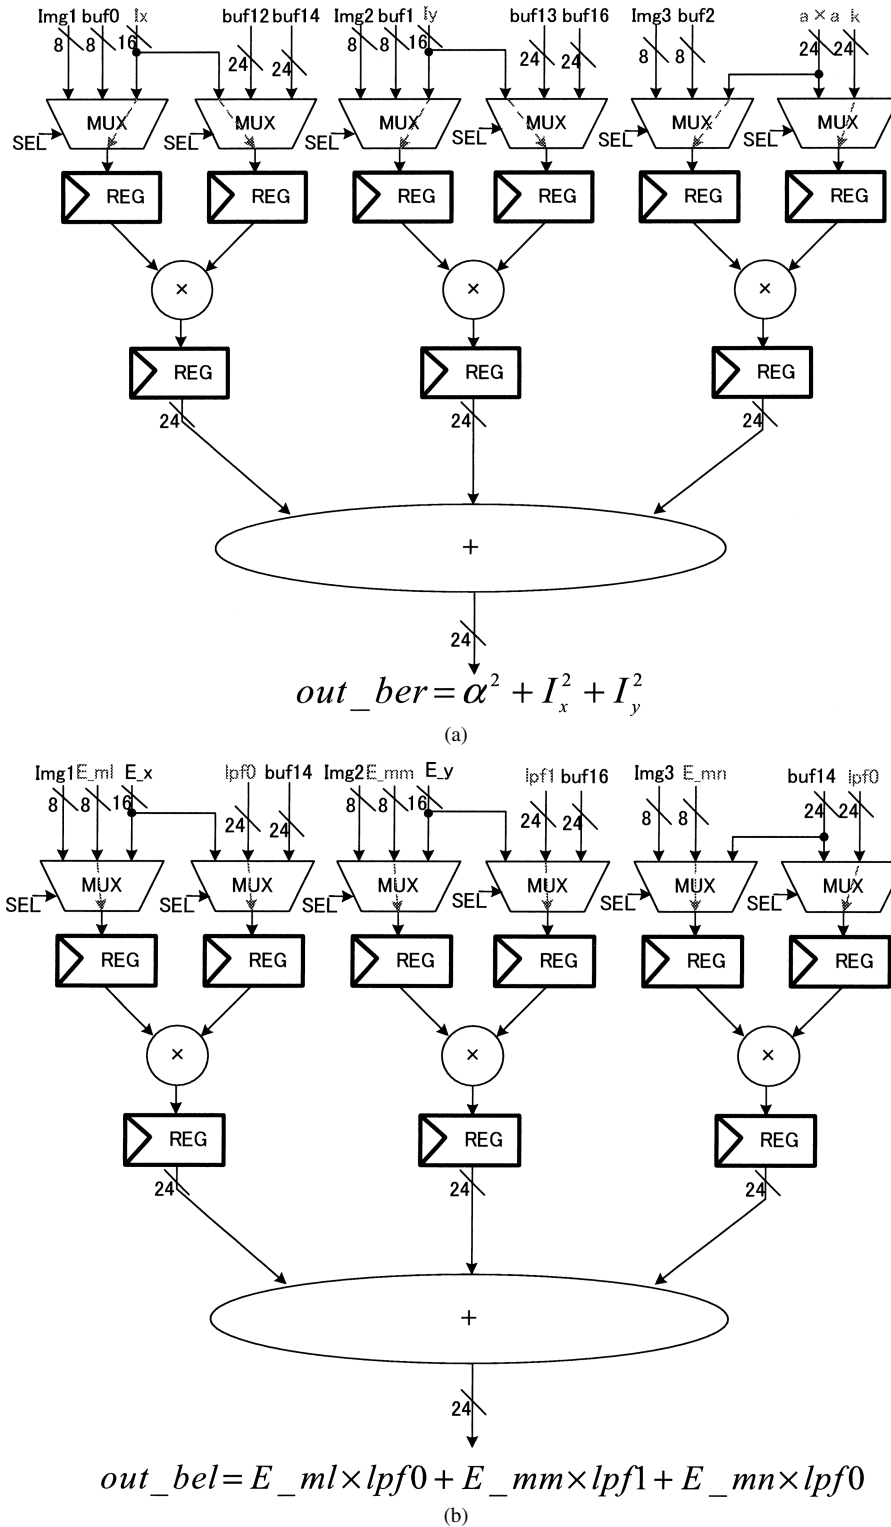 Img1 buf0 Ix buf12 buf14 Img2 buf1 Iy buf13 buf16 Img3 buf2 a × a k
8 8 16 24 24 8 8 16 24 24 8 8 24 24
MUX MUX MUX MUX MUX MUX
SEL SEL SEL SEL SEL SEL
REG REG REG REG REG REG
× × ×
REG REG REG
24 24 24
+
24
out_ber = α² + I_x² + I_y²
(a)
Img1 E_ml E_x lpf0 buf14 Img2 E_mm E_y lpf1 buf16 Img3 E_mn buf14 lpf0
8 8 16 24 24 8 8 16 24 24 8 8 24 24
MUX MUX MUX MUX MUX MUX
SEL SEL SEL SEL SEL SEL
REG REG REG REG REG REG
× × ×
REG REG REG
24 24 24
+
24
out_bel = E_ml × lpf0 + E_mm × lpf1 + E_mn × lpf0
(b)